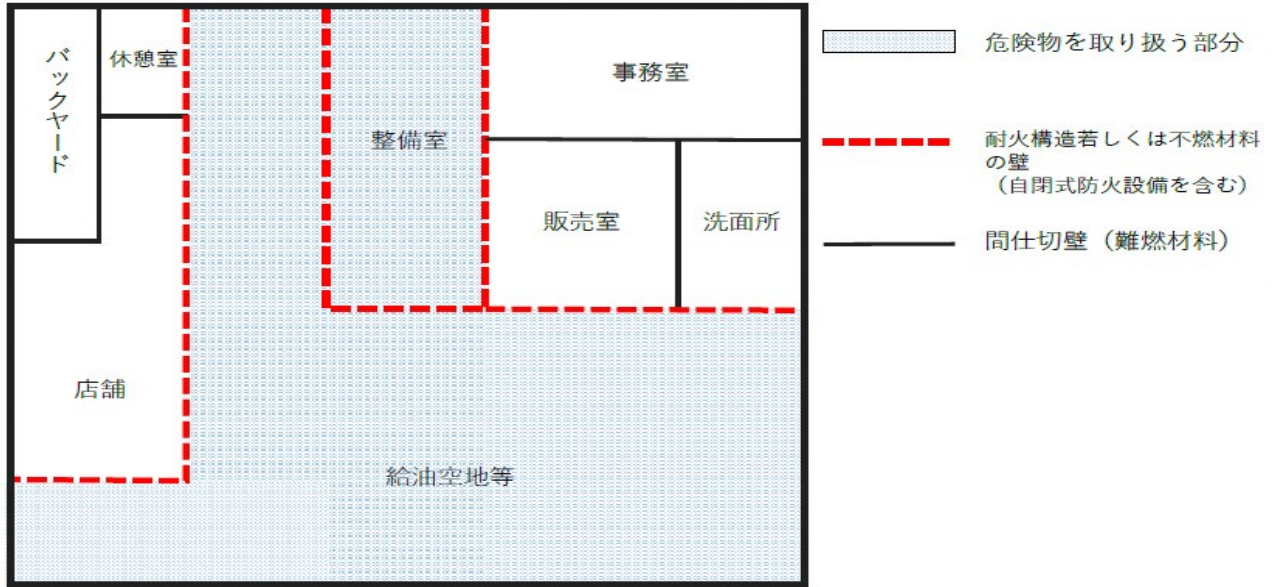 バックヤード
休憩室
事務室
整備室
販売室
洗面所
店舗
給油空地等
危険物を取り扱う部分
耐火構造若しくは不燃材料
の壁
（自閉式防火設備を含む）
間仕切壁（難燃材料）